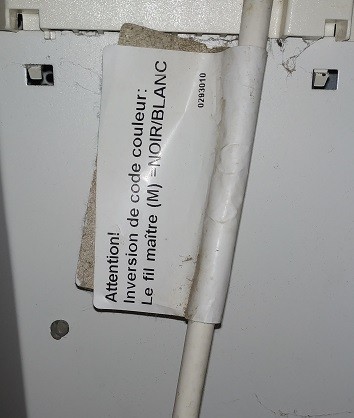 Attention!
Inversion de code couleur:
Le fil maître (M) =NOIR/BLANC
0293010